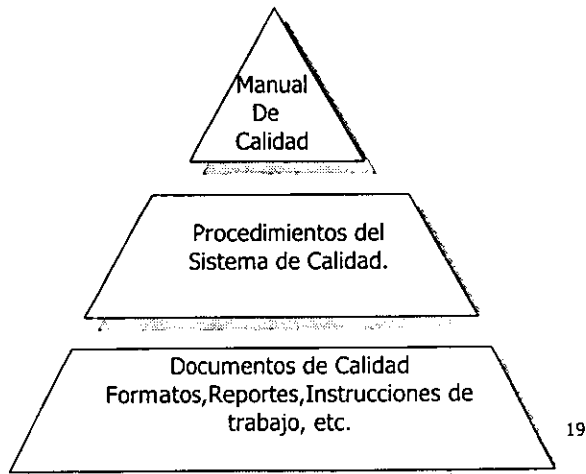 Manual
De
Calidad
Procedimientos del
Sistema de Calidad.
Documentos de Calidad
Formatos,Reportes,Instrucciones de
trabajo, etc.
19